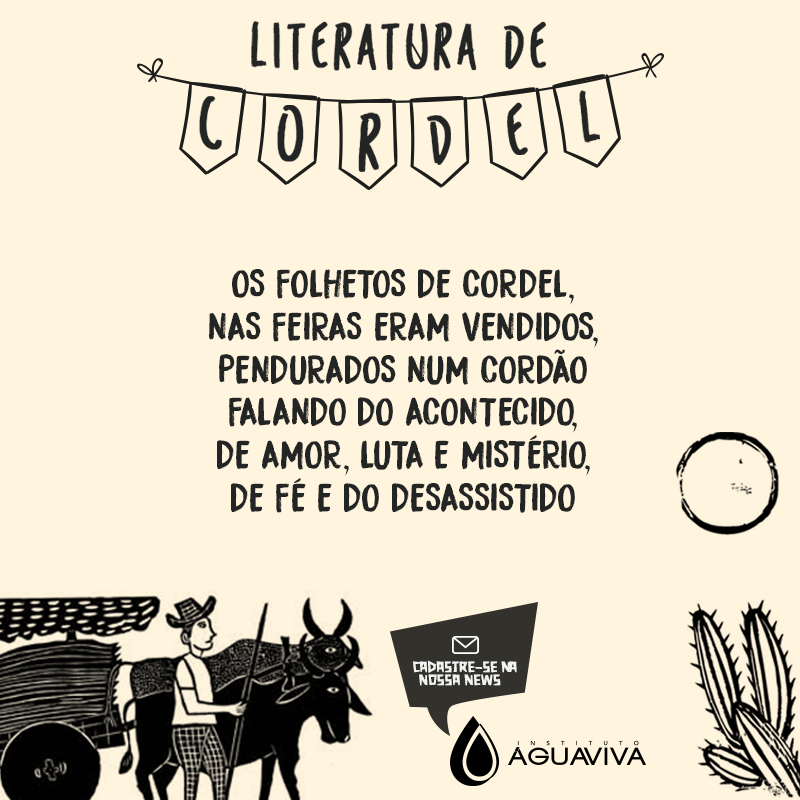 LITERATURA DE
CORDEL
OS FOLHETOS DE CORDEL,
NAS FEIRAS ERAM VENDIDOS,
PENDURADOS NUM CORDÃO
FALANDO DO ACONTECIDO,
DE AMOR, LUTA E MISTÉRIO,
DE FÉ E DO DESASSISTIDO
CADASTRE-SE NA
NOSSA NEWS
INSTITUTO
ÁGUAVIVA